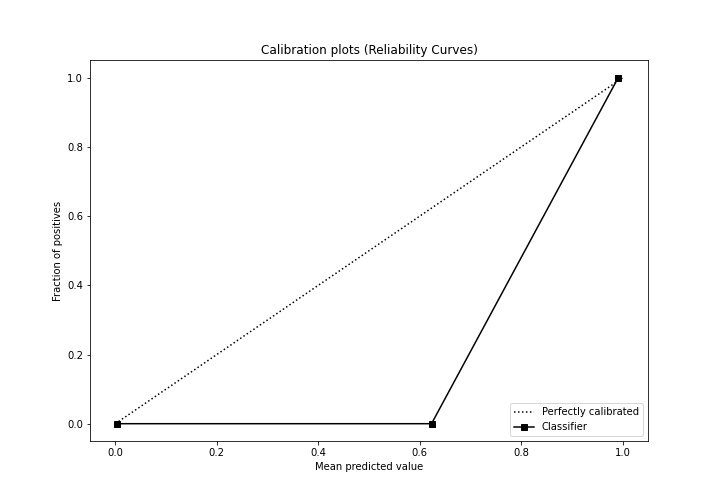 Calibration plots (Reliability Curves)
1.0
0.8
0.6
0.4
0.2
0.0
Fraction of positives
0.0 0.2 0.4 0.6 0.8 1.0
Mean predicted value
Perfectly calibrated
Classifier